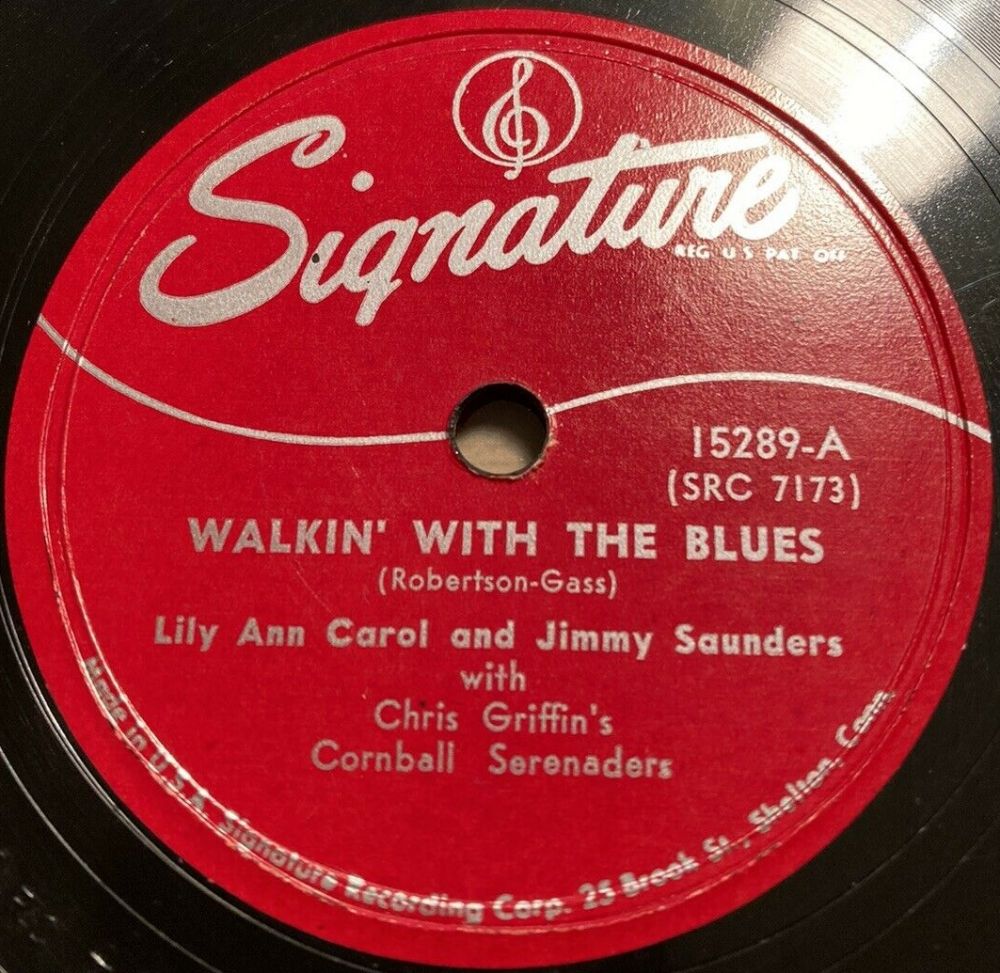 Signature
REG U S PAT OFF
15289-A
(SRC 7173)
WALKIN' WITH THE BLUES
(Robertson-Gass)
Lily Ann Carol and Jimmy Saunders
with
Chris Griffin's
Cornball Serenaders
Made in U.S.A. Signature Recording Corp. 25 Brook St., Shelton, Conn.